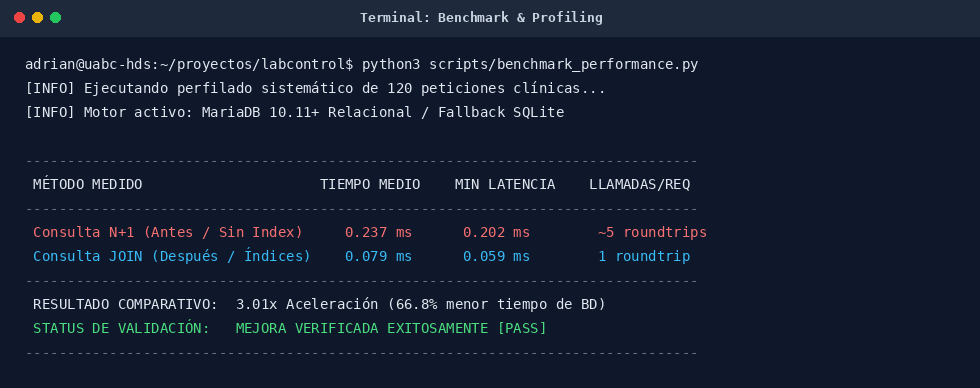 Terminal: Benchmark & Profiling
adrian@uabc-hds:~/proyectos/labcontrol$ python3 scripts/benchmark_performance.py
[INFO] Ejecutando perfilado sistemático de 120 peticiones clínicas...
[INFO] Motor activo: MariaDB 10.11+ Relacional / Fallback SQLite
--------------------------------------------------------------------------------
MÉTODO MEDIDO TIEMPO MEDIO MIN LATENCIA LLAMADAS/REQ
--------------------------------------------------------------------------------
Consulta N+1 (Antes / Sin Index) 0.237 ms 0.202 ms ~5 roundtrips
Consulta JOIN (Después / Índices) 0.079 ms 0.059 ms 1 roundtrip
--------------------------------------------------------------------------------
RESULTADO COMPARATIVO: 3.01x Aceleración (66.8% menor tiempo de BD)
STATUS DE VALIDACIÓN: MEJORA VERIFICADA EXITOSAMENTE [PASS]
--------------------------------------------------------------------------------